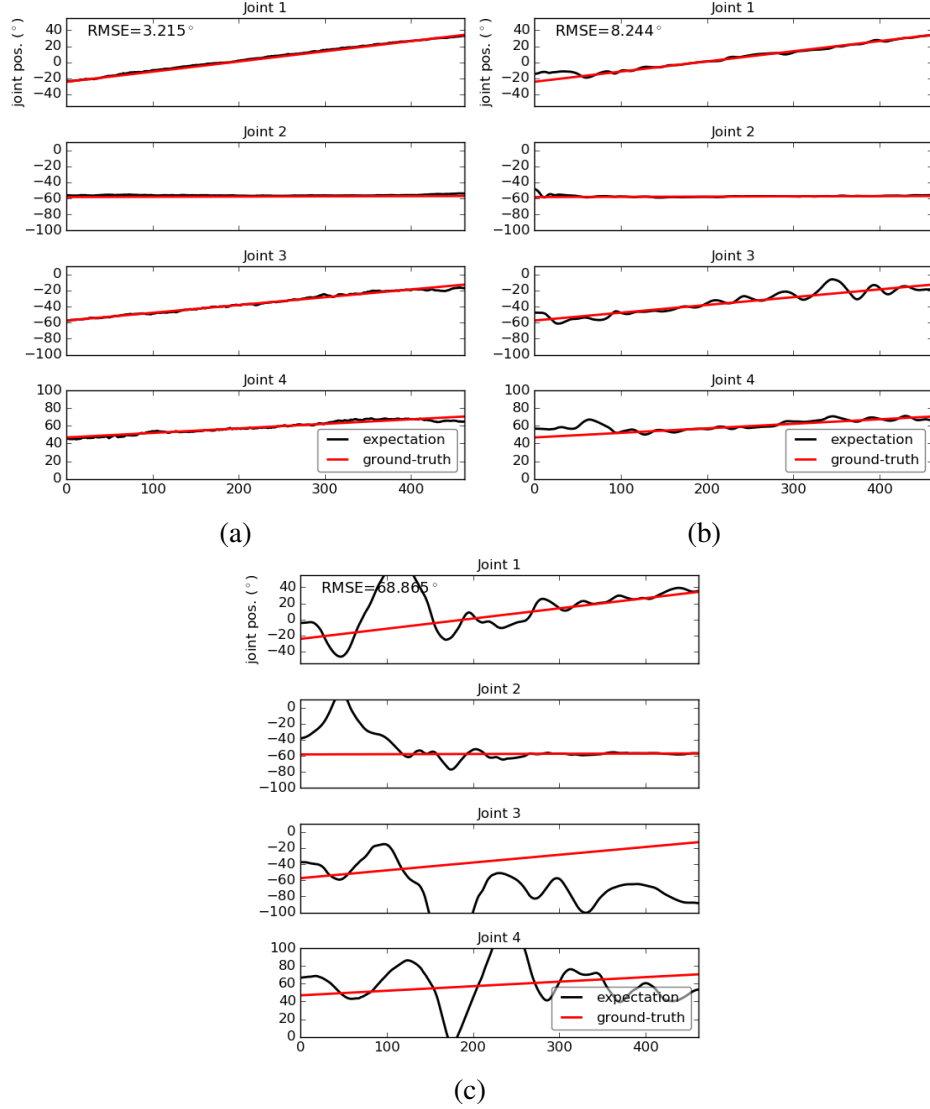 Joint 1
RMSE=3.215°
joint pos. (°)
40
20
0
−20
−40
Joint 2
0
−20
−40
−60
−80
−100
Joint 3
0
−20
−40
−60
−80
−100
Joint 4
100
80
60
40
20
0
expectation
ground-truth
0 100 200 300 400
(a)
Joint 1
RMSE=8.244°
joint pos. (°)
40
20
0
−20
−40
Joint 2
0
−20
−40
−60
−80
−100
Joint 3
0
−20
−40
−60
−80
−100
Joint 4
100
80
60
40
20
0
expectation
ground-truth
0 100 200 300 400
(b)
Joint 1
RMSE=68.865°
joint pos. (°)
40
20
0
−20
−40
Joint 2
0
−20
−40
−60
−80
−100
Joint 3
0
−20
−40
−60
−80
−100
Joint 4
100
80
60
40
20
0
expectation
ground-truth
0 100 200 300 400
(c)